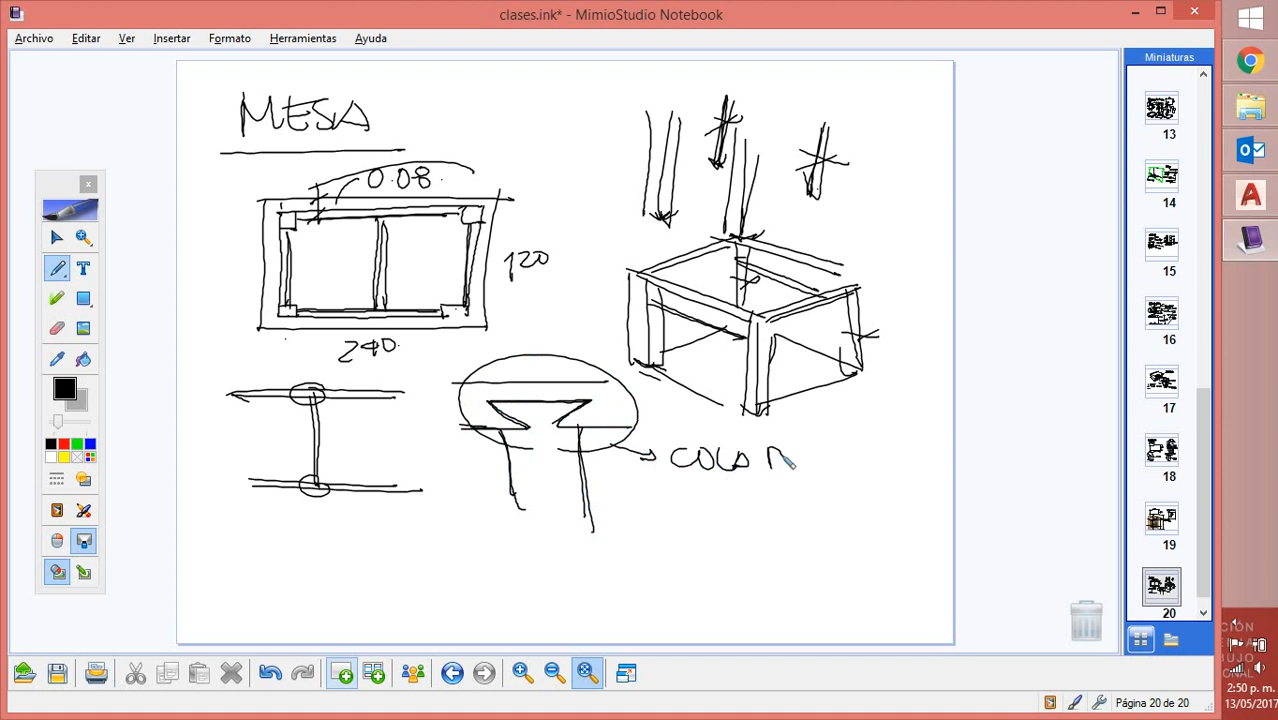 clases.ink* - MimioStudio Notebook
Archivo Editar Ver Insertar Formato Herramientas Ayuda
Miniaturas
MESA
0.08
120
240
COLA
13
14
15
16
17
18
19
20
Página 20 de 20
2:50 p. m.
13/05/2017